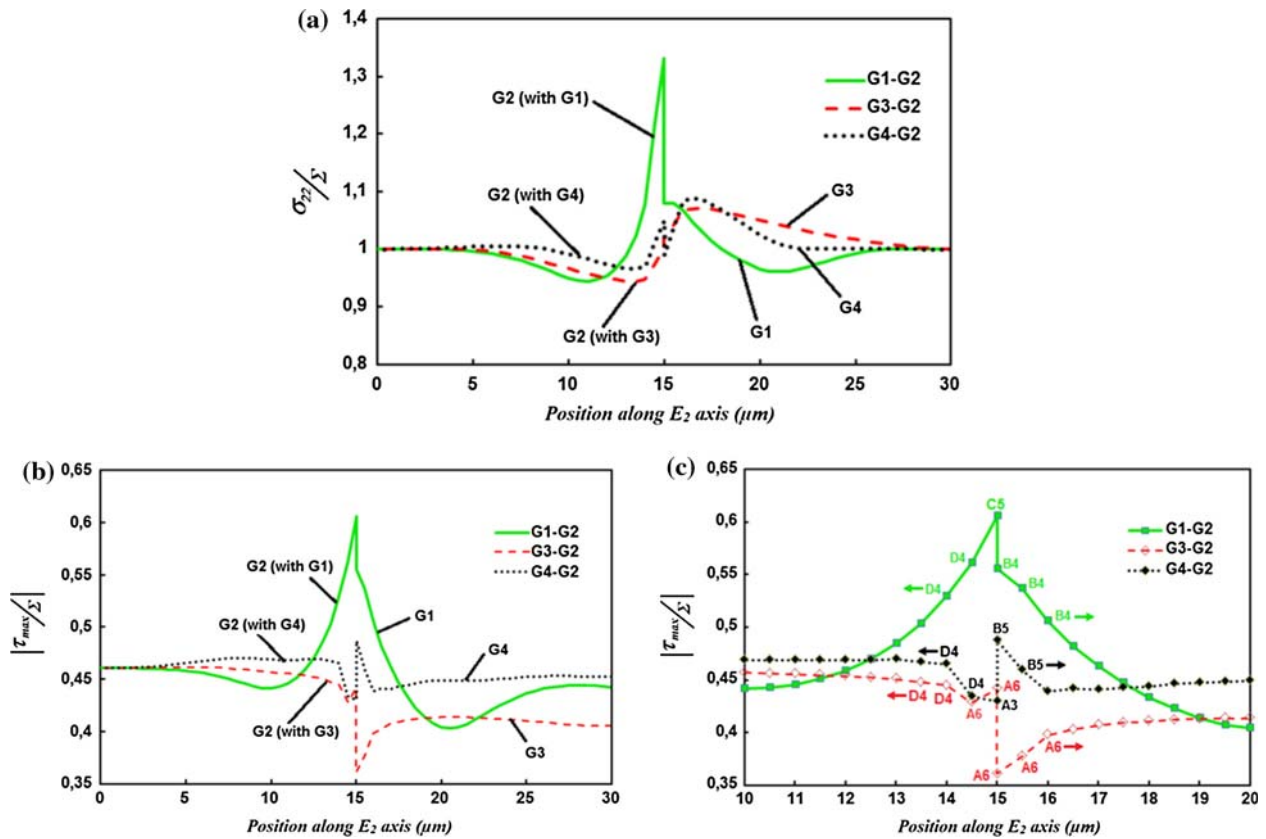 (a)
1,4
1,3
1,2
1,1
1
0,9
0,8
σ22/Σ
G2 (with G1)
G2 (with G4)
G2 (with G3)
G1-G2
G3-G2
G4-G2
G3
G4
G1
0 5 10 15 20 25 30
Position along E2 axis (μm)
(b)
0,65
0,6
0,55
0,5
0,45
0,4
0,35
|τmax/Σ|
G2 (with G1)
G2 (with G4)
G2 (with G3)
G1-G2
G3-G2
G4-G2
G1
G4
G3
0 5 10 15 20 25 30
Position along E2 axis (μm)
(c)
0,65
0,6
0,55
0,5
0,45
0,4
0,35
|τmax/Σ|
C5
G1-G2
G3-G2
G4-G2
D4
D4
B4
B4
B4
B5
D4
B5
D4
A3
A6
D4
D4
A6
A6
A6
A6
10 11 12 13 14 15 16 17 18 19 20
Position along E2 axis (μm)